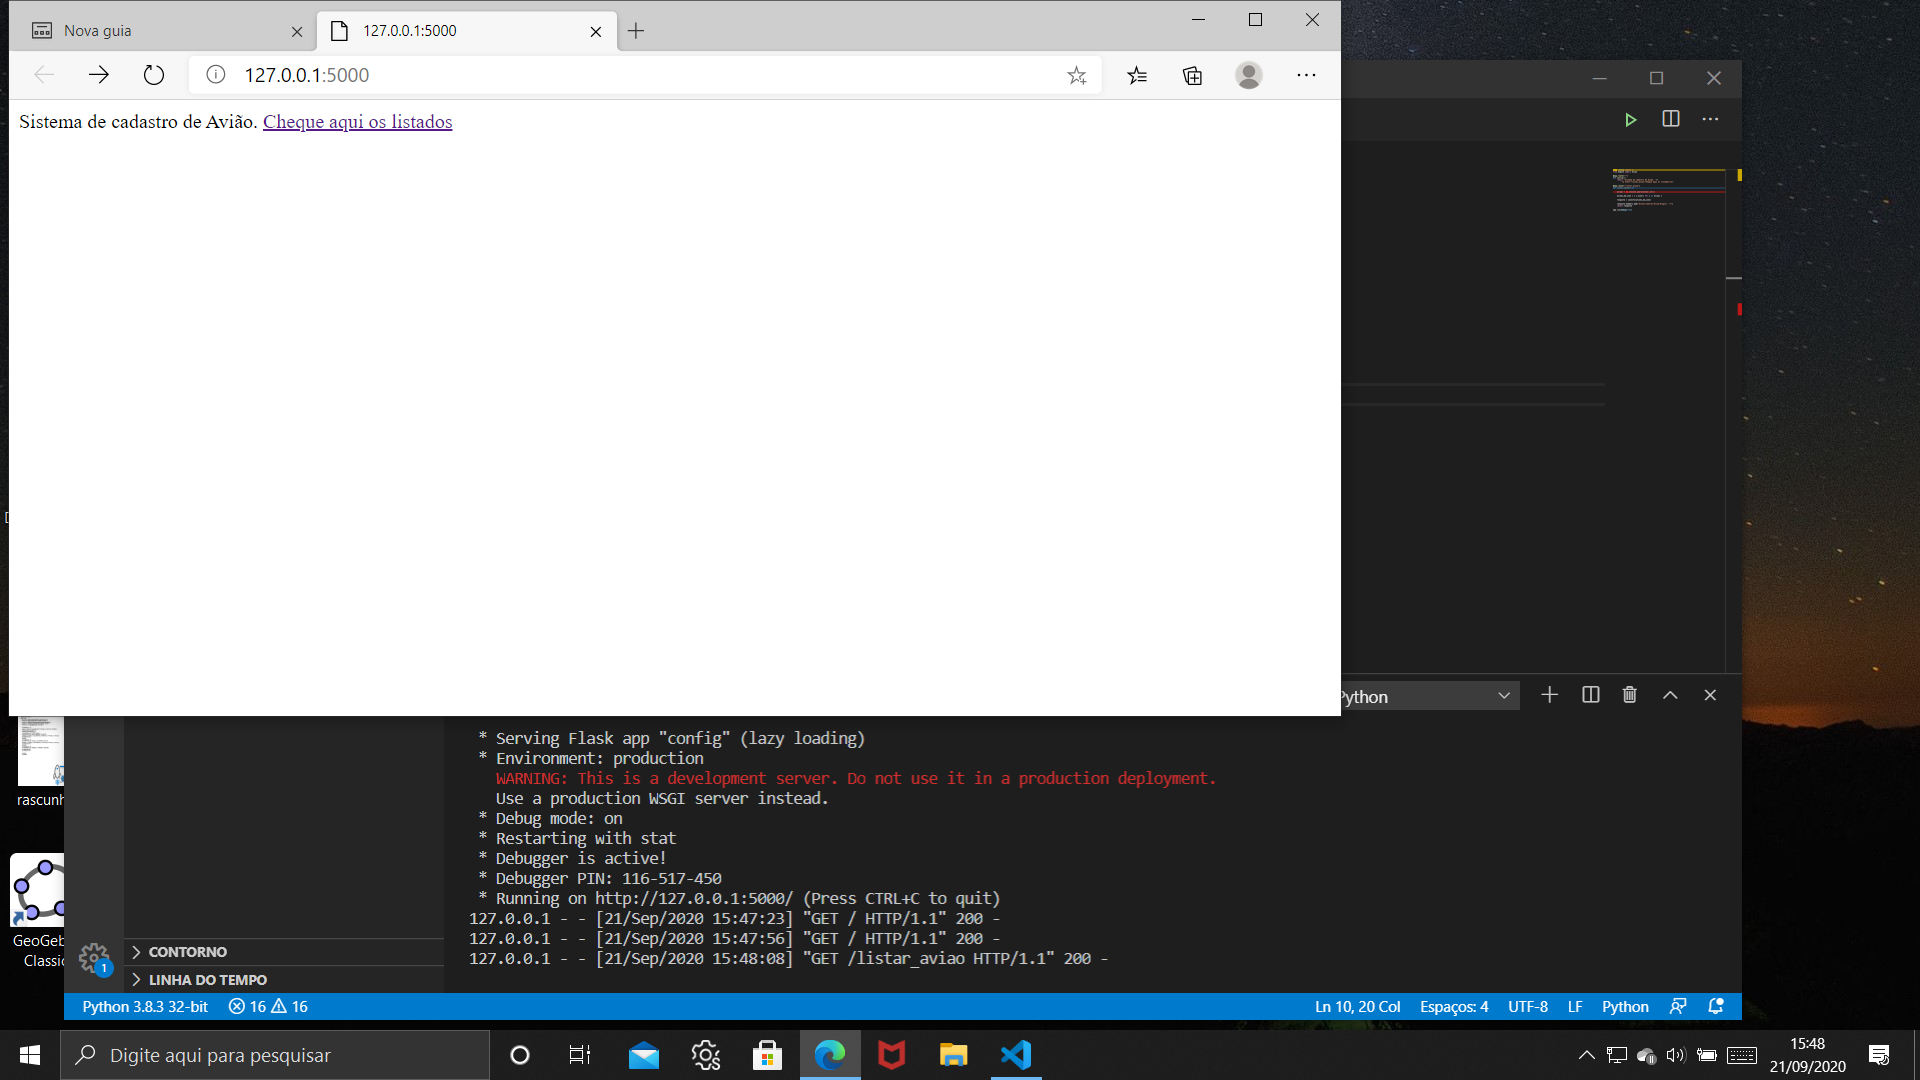 Nova guia
127.0.0.1:5000
127.0.0.1:5000
Sistema de cadastro de Avião. Cheque aqui os listados
ython
* Serving Flask app "config" (lazy loading)
* Environment: production
WARNING: This is a development server. Do not use it in a production deployment.
Use a production WSGI server instead.
* Debug mode: on
* Restarting with stat
* Debugger is active!
* Debugger PIN: 116-517-450
* Running on http://127.0.0.1:5000/ (Press CTRL+C to quit)
127.0.0.1 - - [21/Sep/2020 15:47:23] "GET / HTTP/1.1" 200 -
127.0.0.1 - - [21/Sep/2020 15:47:56] "GET / HTTP/1.1" 200 -
127.0.0.1 - - [21/Sep/2020 15:48:08] "GET /listar_aviao HTTP/1.1" 200 -
rascunh
GeoGeb
Classic
1
CONTORNO
LINHA DO TEMPO
Python 3.8.3 32-bit 16 16
Ln 10, 20 Col Espaços: 4 UTF-8 LF Python
Digite aqui para pesquisar
15:48
21/09/2020